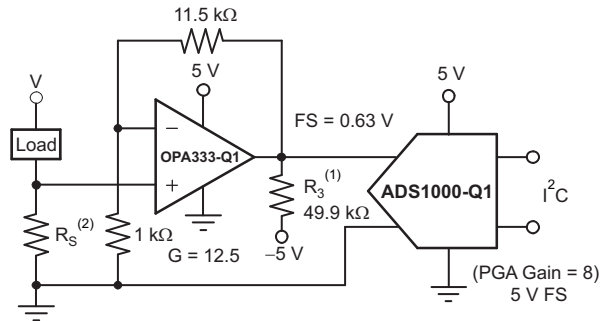 11.5 kΩ
V
5 V
5 V
FS = 0.63 V
Load
−
OPA333-Q1
+
R3(1)
49.9 kΩ
ADS1000-Q1
I2C
RS(2)
1 kΩ
G = 12.5
−5 V
(PGA Gain = 8)
5 V FS